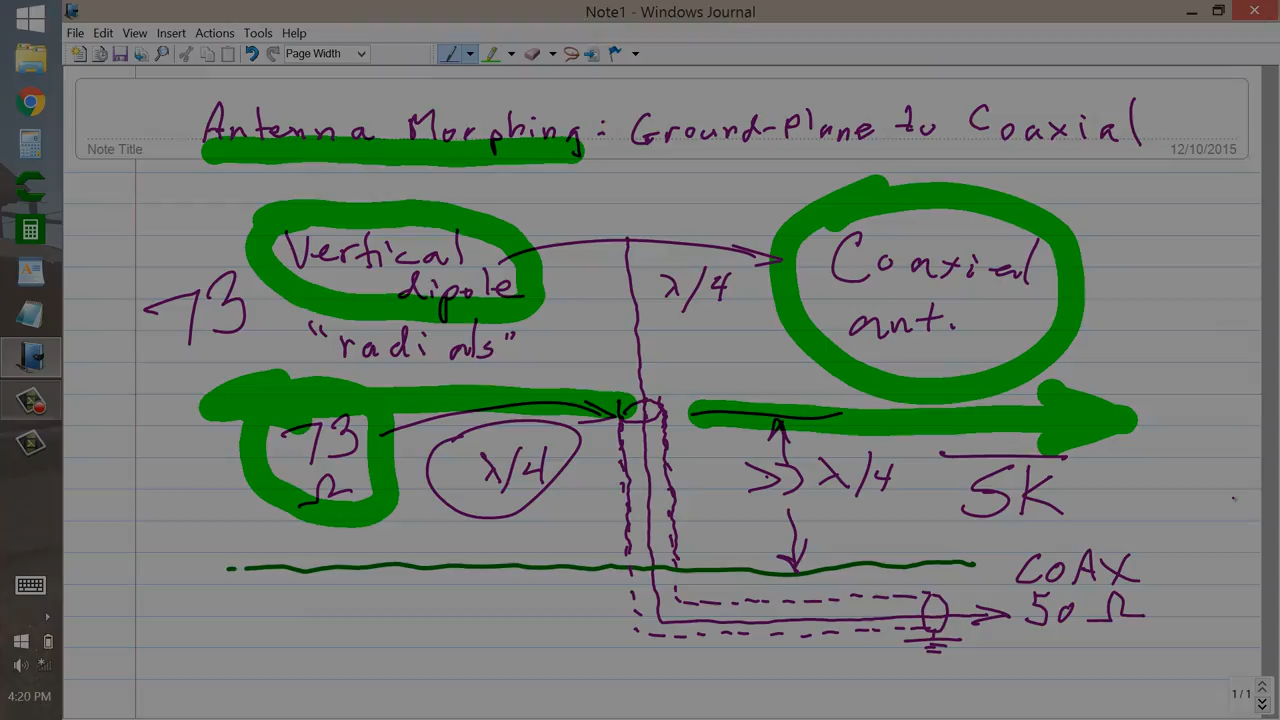 Note1 - Windows Journal
File Edit View Insert Actions Tools Help
Page Width
Antenna Morphing: Ground-Plane to Coaxial
Note Title
12/10/2015
Vertical
dipole
"radials"
73
λ/4
Coaxial
ant.
73
Ω
λ/4
>> λ/4
SK
COAX
50 Ω
4:20 PM
1/1